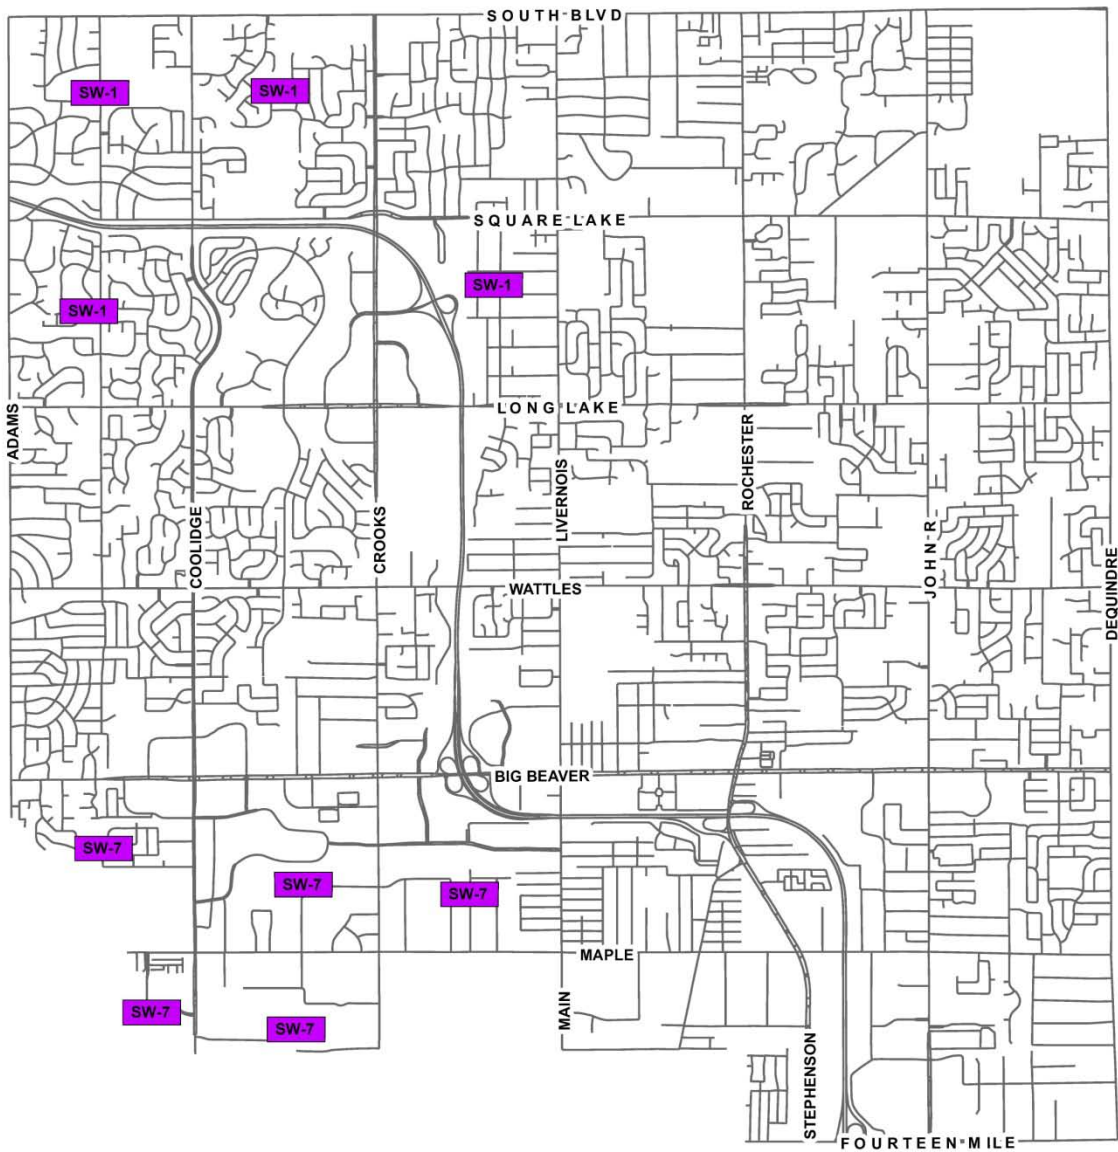 SOUTH BLVD
SW-1
SW-1
SQUARE LAKE
SW-1
SW-1
LONG LAKE
ADAMS
ROCHESTER
LIVERNOIS
COOLIDGE
CROOKS
JOHN R
DEQUINDRE
WATTLES
BIG BEAVER
SW-7
SW-7
SW-7
MAPLE
SW-7
MAIN
SW-7
STEPHENSON
FOURTEEN MILE